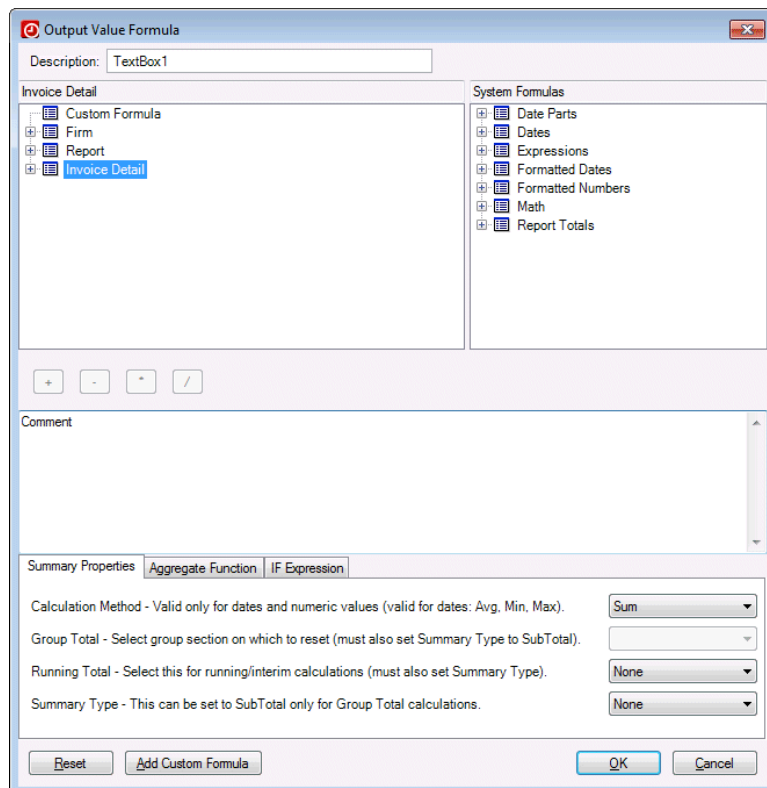 Output Value Formula
Description: TextBox1
Invoice Detail
Custom Formula
Firm
Report
Invoice Detail
System Formulas
Date Parts
Dates
Expressions
Formatted Dates
Formatted Numbers
Math
Report Totals
+ - * /
Comment
Summary Properties Aggregate Function IF Expression
Calculation Method - Valid only for dates and numeric values (valid for dates: Avg, Min, Max). Sum
Group Total - Select group section on which to reset (must also set Summary Type to SubTotal).
Running Total - Select this for running/interim calculations (must also set Summary Type). None
Summary Type - This can be set to SubTotal only for Group Total calculations. None
Reset Add Custom Formula OK Cancel